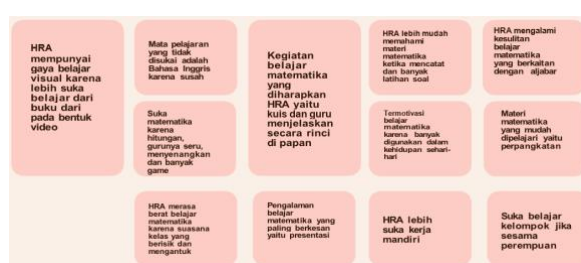 HRA
mempunyai
gaya belajar
visual karena
lebih suka
belajar dari
buku dari
pada bentuk
video
Mata pelajaran
yang tidak
disukai adalah
Bahasa Inggris
karena susah
Suka
matematika
karena
hitungan,
gurunya seru,
menyenangkan
dan banyak
game
Kegiatan
belajar
matematika
yang
diharapkan
HRA yaitu
kuis dan guru
menjelaskan
secara rinci
di papan
HRA lebih mudah
memahami
materi
matematika
ketika mencatat
dan banyak
latihan soal
HRA mengalami
kesulitan
belajar
matematika
yang berkaitan
dengan aljabar
Termotivasi
belajar
matematika
karena banyak
digunakan dalam
kehidupan sehari-
hari
Materi
matematika
yang mudah
dipelajari yaitu
perpangkatan
HRA merasa
berat belajar
matematika
karena suasana
kelas yang
berisik dan
mengantuk
Pengalaman
belajar
matematika yang
paling berkesan
yaitu presentasi
HRA lebih
suka kerja
mandiri
Suka belajar
kelompok jika
sesama
perempuan